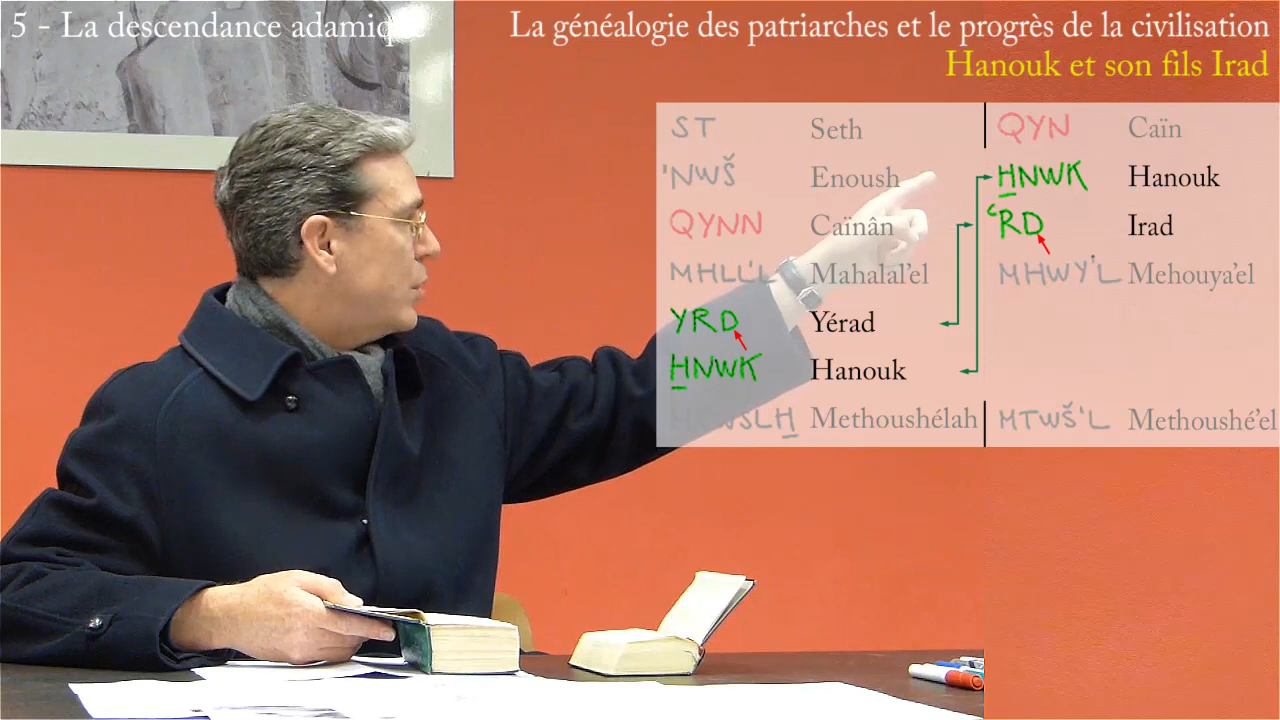 5 - La descendance adamique
La généalogie des patriarches et le progrès de la civilisation
Hanouk et son fils Irad
ST Seth QYN Caïn
'NWŠ Enoush HNWK Hanouk
QYNN Caïnân ʿRD Irad
MHLL'L Mahalal’el MHWY'L Mehouya’el
YRD Yérad
HNWK Hanouk
Methoushélah MTWŠ'L Methoushé’el